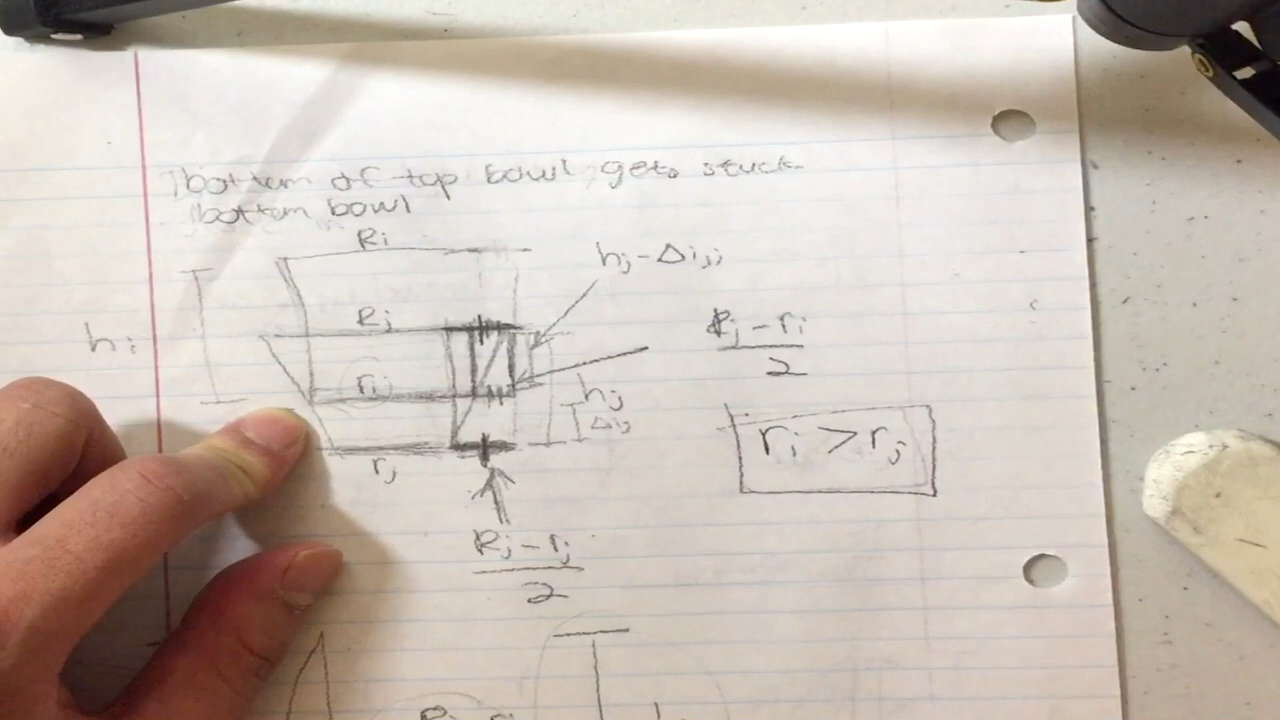 bottom of top bowl gets stuck
bottom bowl
Ri
hj - Δi,j
Rj
Rj - ri
2
hi
ri
hj
Δij
ri > rj
rj
Rj - rj
2